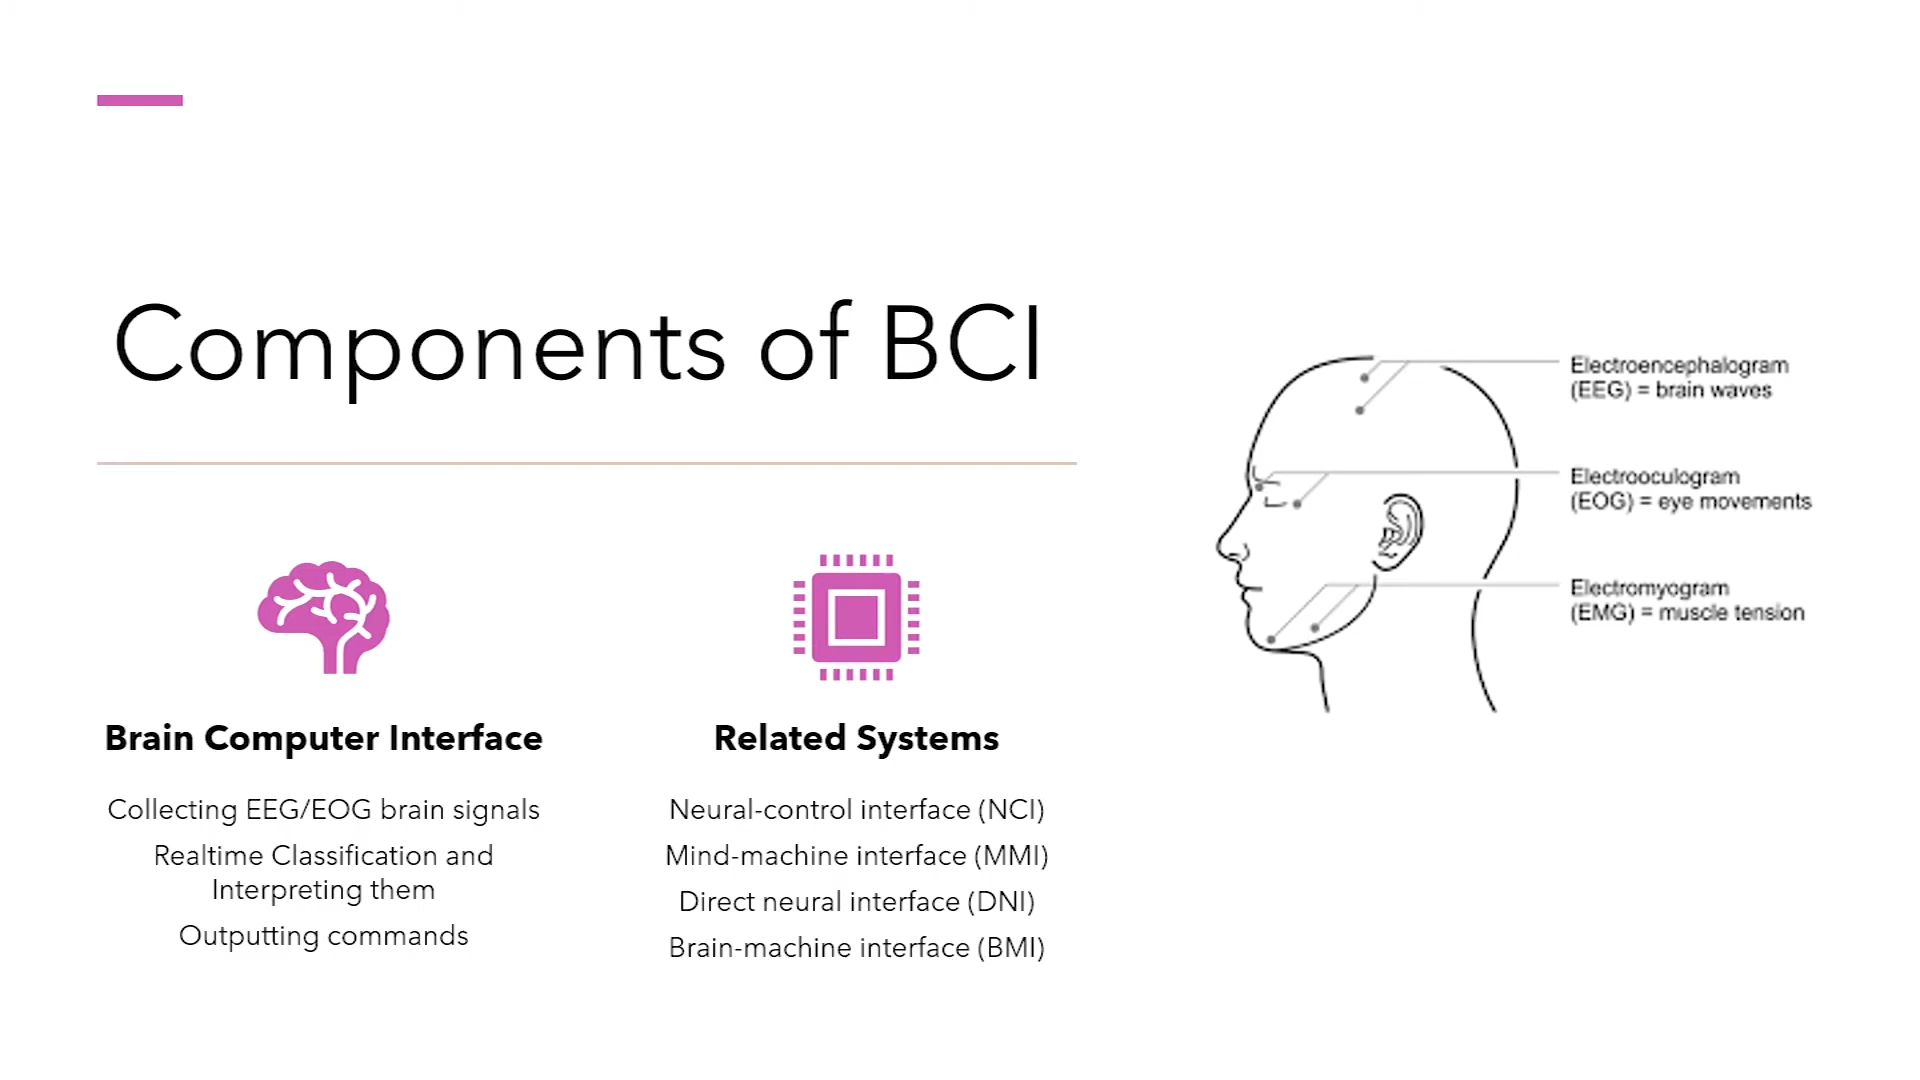 Components of BCI
Brain Computer Interface
Collecting EEG/EOG brain signals
Realtime Classification and
Interpreting them
Outputting commands
Related Systems
Neural-control interface (NCI)
Mind-machine interface (MMI)
Direct neural interface (DNI)
Brain-machine interface (BMI)
Electroencephalogram
(EEG) = brain waves
Electrooculogram
(EOG) = eye movements
Electromyogram
(EMG) = muscle tension